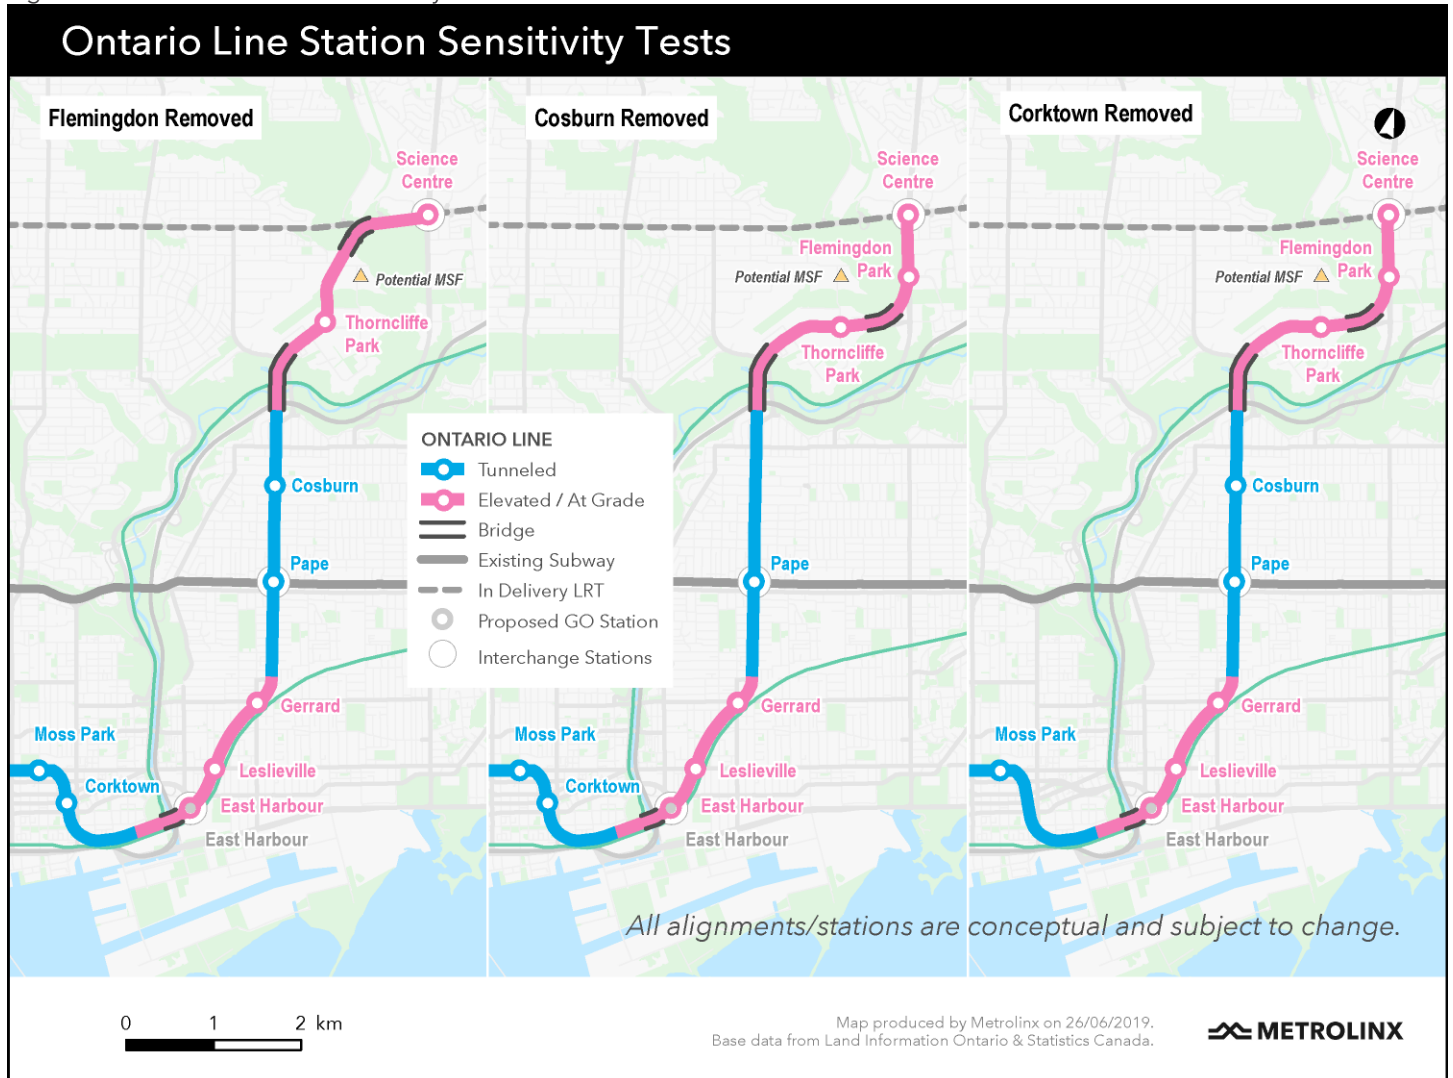 Ontario Line Station Sensitivity Tests
Flemingdon Removed
Science
Centre
Potential MSF
Thorncliffe
Park
Cosburn
Pape
Gerrard
Moss Park
Leslieville
Corktown
East Harbour
East Harbour
ONTARIO LINE
Tunneled
Elevated / At Grade
Bridge
Existing Subway
In Delivery LRT
Proposed GO Station
Interchange Stations
Cosburn Removed
Science
Centre
Flemingdon
Park
Potential MSF
Thorncliffe
Park
Pape
Gerrard
Moss Park
Leslieville
Corktown
East Harbour
East Harbour
Corktown Removed
Science
Centre
Flemingdon
Park
Potential MSF
Thorncliffe
Park
Cosburn
Pape
Gerrard
Moss Park
Leslieville
East Harbour
East Harbour
All alignments/stations are conceptual and subject to change.
0 1 2 km
Map produced by Metrolinx on 26/06/2019.
Base data from Land Information Ontario & Statistics Canada.
METROLINX